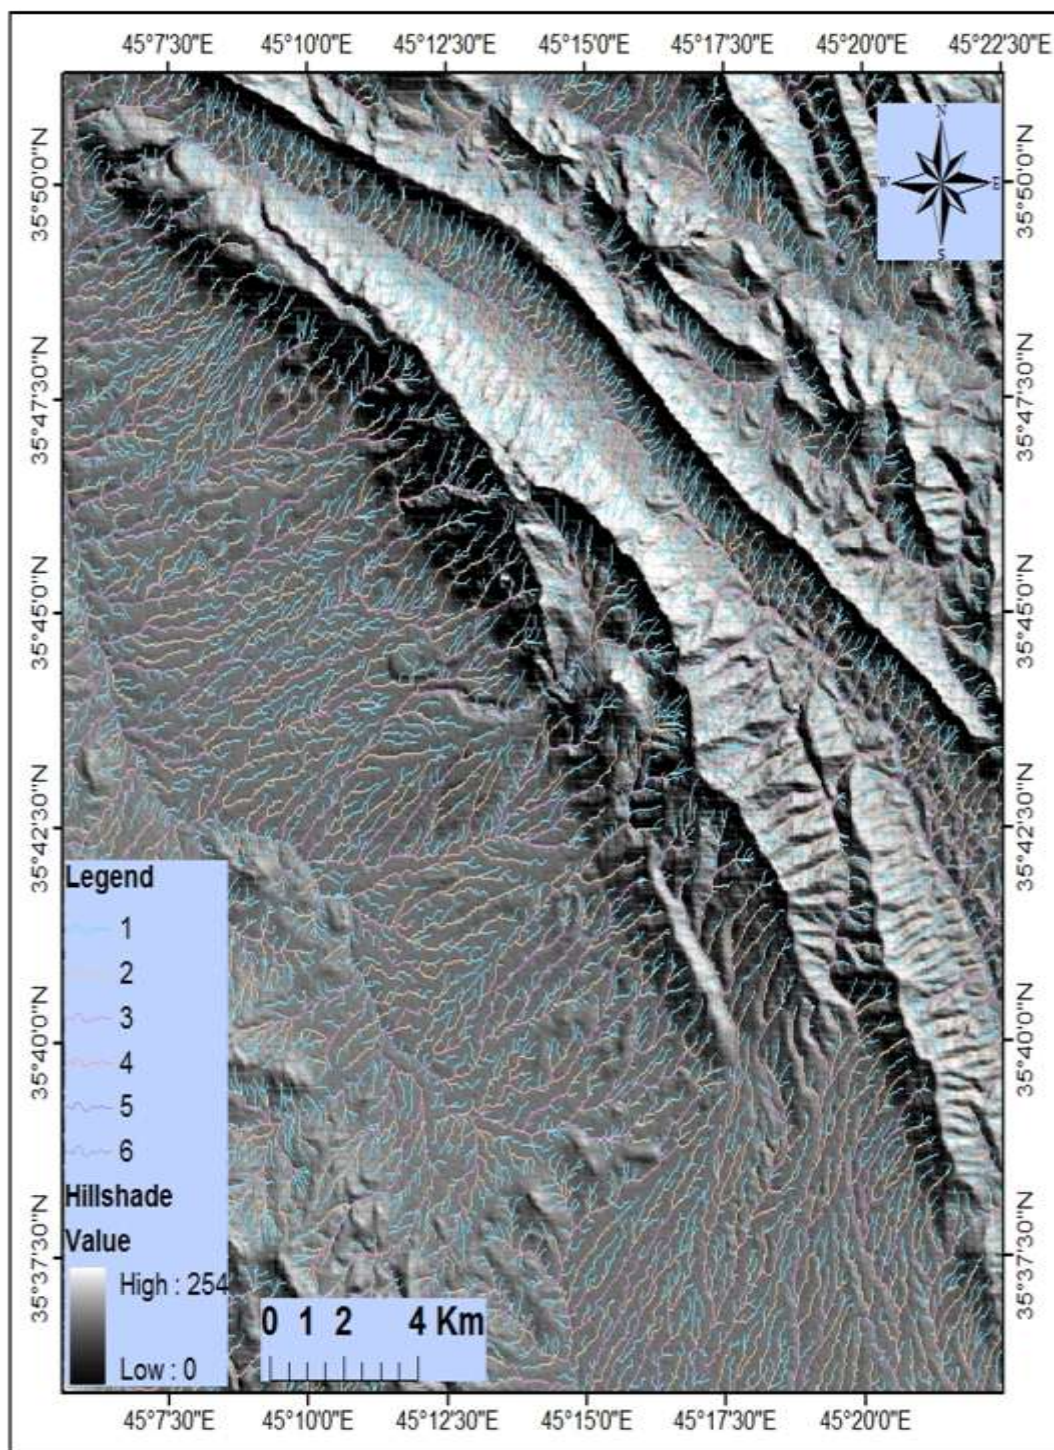 45°7'30"E 45°10'0"E 45°12'30"E 45°15'0"E 45°17'30"E 45°20'0"E 45°22'30"E
35°50'0"N
35°47'30"N
35°45'0"N
35°42'30"N
35°40'0"N
35°37'30"N
N
W
E
S
35°50'0"N
35°47'30"N
35°45'0"N
35°42'30"N
35°40'0"N
35°37'30"N
Legend
1
2
3
4
5
6
Hillshade
Value
High : 254
Low : 0
0 1 2 4 Km
45°7'30"E 45°10'0"E 45°12'30"E 45°15'0"E 45°17'30"E 45°20'0"E